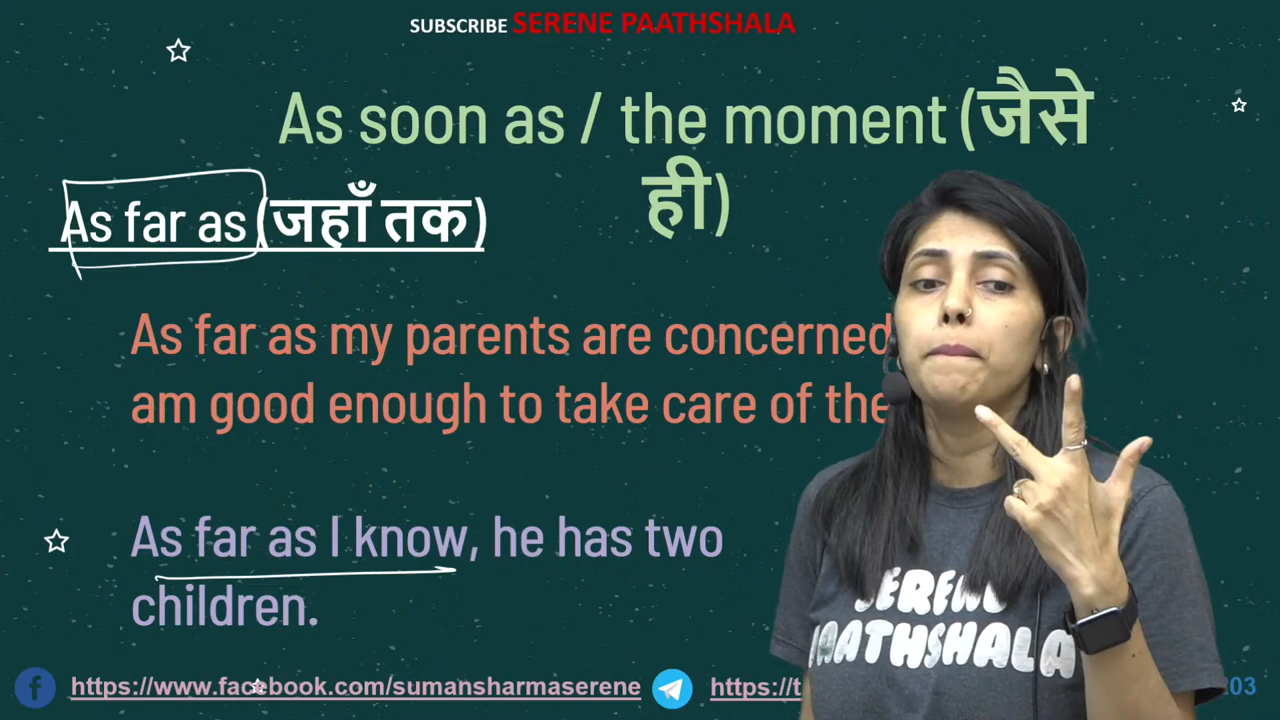 SUBSCRIBE SERENE PAATHSHALA
As soon as / the moment (जैसे
ही)
As far as (जहाँ तक)
As far as my parents are concerned
am good enough to take care of the
As far as I know, he has two
children.
SERENE
PAATHSHALA
https://www.facebook.com/sumansharmaserene
https://t
203